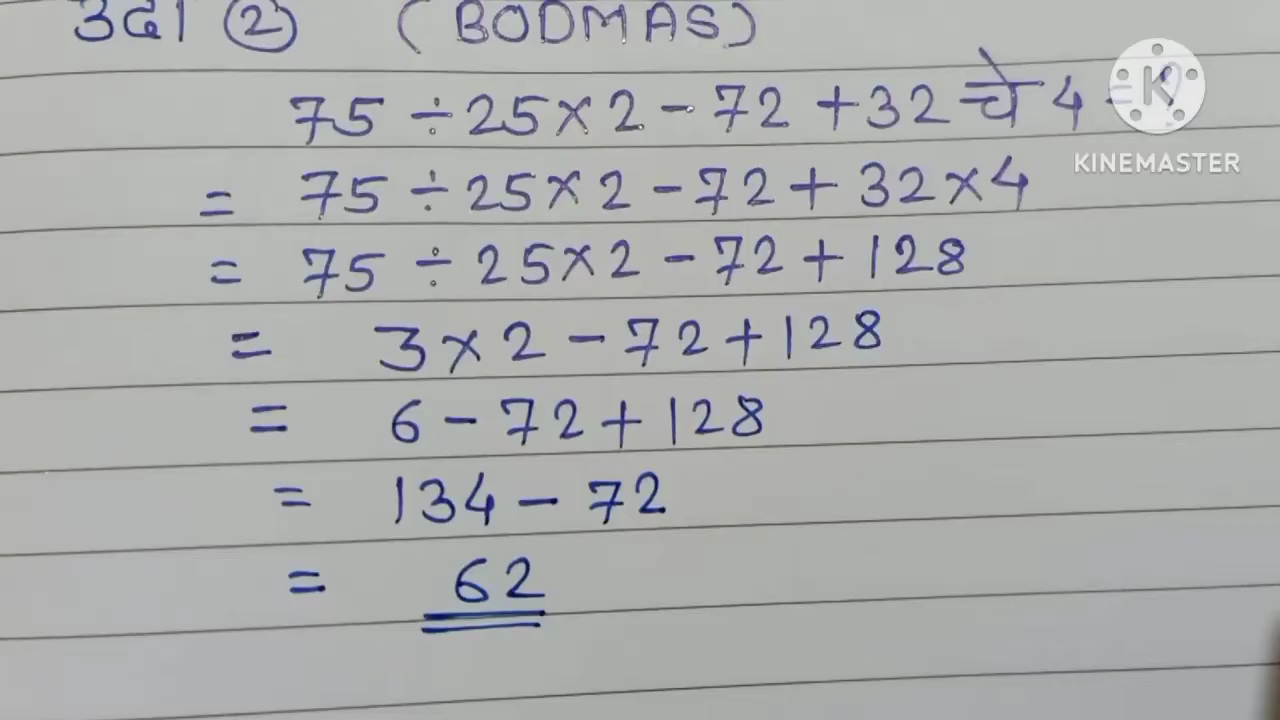 उदा ② (BODMAS)
75 ÷ 25 × 2 - 72 + 32 चे 4 = ?
KINEMASTER
= 75 ÷ 25 × 2 - 72 + 32 × 4
= 75 ÷ 25 × 2 - 72 + 128
= 3 × 2 - 72 + 128
= 6 - 72 + 128
= 134 - 72
= 62